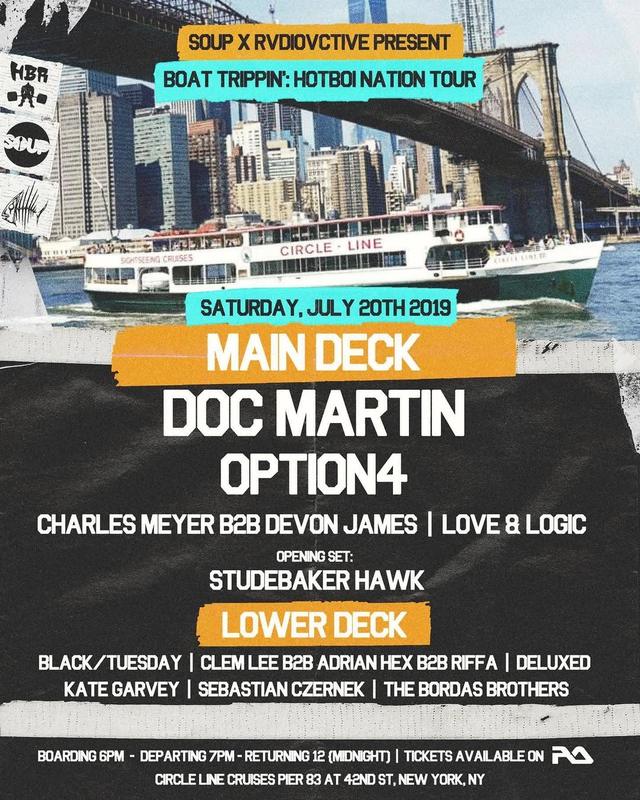 SOUP X RVDIOVCTIVE PRESENT
BOAT TRIPPIN': HOTBOI NATION TOUR
HBR
SOUP
CIRCLE - LINE
SIGHTSEEING CRUISES
CIRCLE LINE
SATURDAY, JULY 20TH 2019
MAIN DECK
DOC MARTIN
OPTION4
CHARLES MEYER B2B DEVON JAMES | LOVE & LOGIC
OPENING SET:
STUDEBAKER HAWK
LOWER DECK
BLACK/TUESDAY | CLEM LEE B2B ADRIAN HEX B2B RIFFA | DELUXED
KATE GARVEY | SEBASTIAN CZERNEK | THE BORDAS BROTHERS
BOARDING 6PM - DEPARTING 7PM - RETURNING 12 (MIDNIGHT) | TICKETS AVAILABLE ON RA
CIRCLE LINE CRUISES PIER 83 AT 42ND ST, NEW YORK, NY